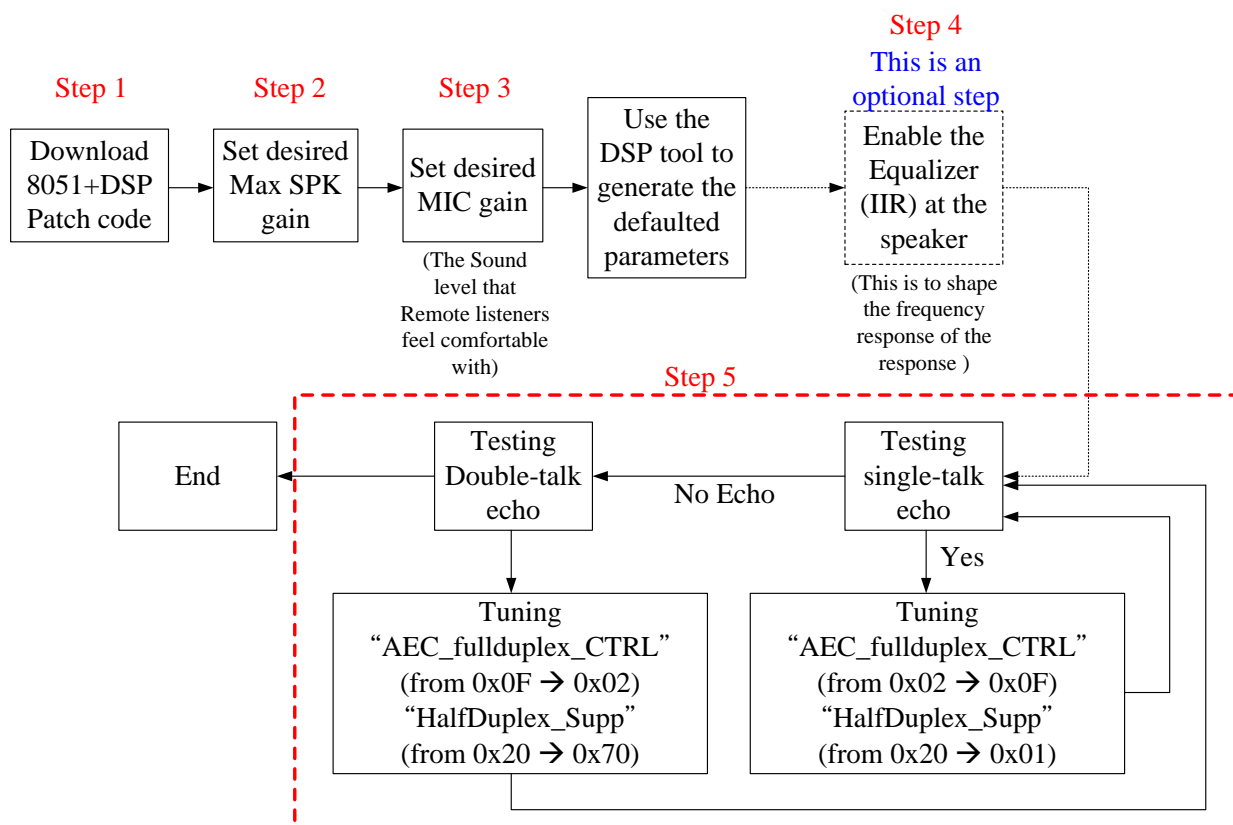 Step 1
Download
8051+DSP
Patch code
Step 2
Set desired
Max SPK
gain
Step 3
Set desired
MIC gain
(The Sound
level that
Remote listeners
feel comfortable
with)
Use the
DSP tool to
generate the
defaulted
parameters
Step 4
This is an
optional step
Enable the
Equalizer
(IIR) at the
speaker
(This is to shape
the frequency
response of the
response )
Step 5
Testing
single-talk
echo
Yes
Tuning
“AEC_fullduplex_CTRL”
(from 0x02 → 0x0F)
“HalfDuplex_Supp”
(from 0x20 → 0x01)
No Echo
Testing
Double-talk
echo
Tuning
“AEC_fullduplex_CTRL”
(from 0x0F → 0x02)
“HalfDuplex_Supp”
(from 0x20 → 0x70)
End